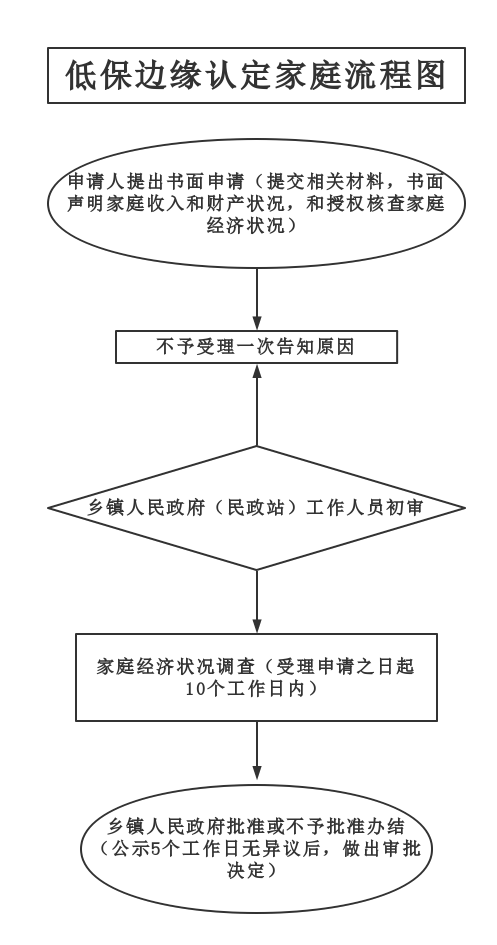 低保边缘认定家庭流程图
申请人提出书面申请（提交相关材料，书面
声明家庭收入和财产状况，和授权核查家庭
经济状况）
不予受理一次告知原因
乡镇人民政府（民政站）工作人员初审
家庭经济状况调查（受理申请之日起
10个工作日内）
乡镇人民政府批准或不予批准办结
（公示5个工作日无异议后，做出审批
决定）